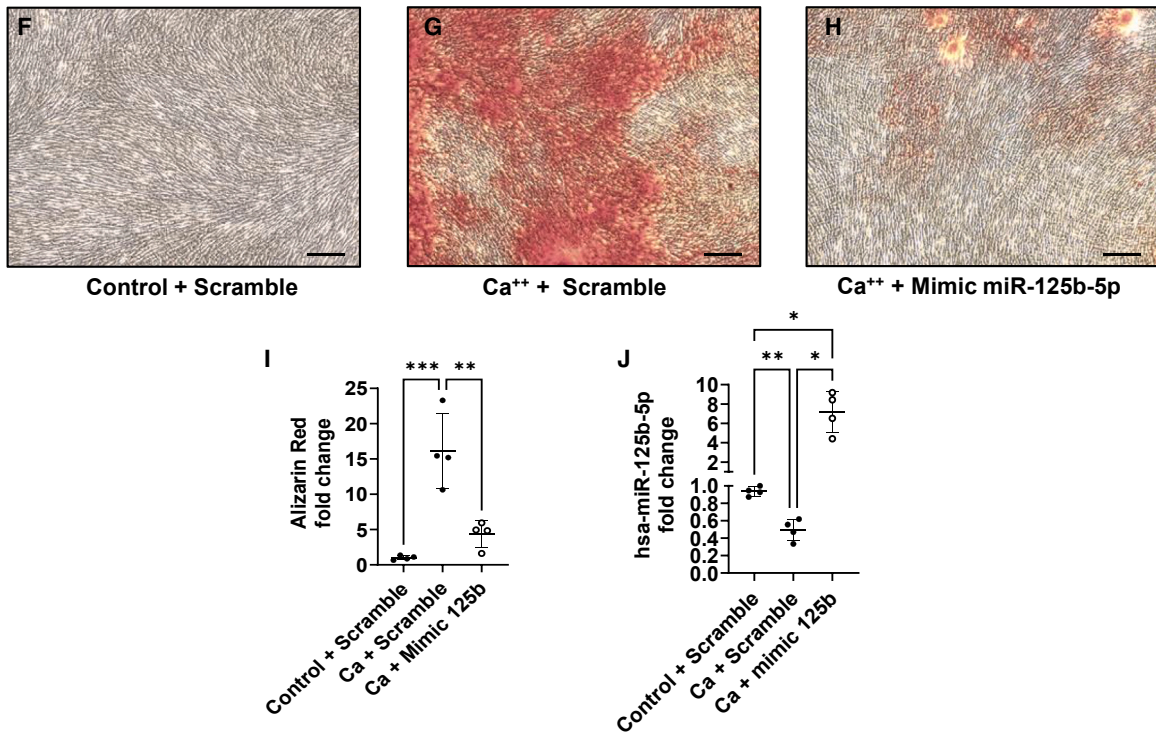 F
G
H
Control + Scramble
Ca⁺⁺ + Scramble
Ca⁺⁺ + Mimic miR-125b-5p
I
*** **
Alizarin Red
fold change
25
20
15
10
5
0
Control + Scramble
Ca + Scramble
Ca + Mimic 125b
J
*
** *
hsa-miR-125b-5p
fold change
10
8
6
4
2
1.0
0.8
0.6
0.4
0.2
0.0
Control + Scramble
Ca + Scramble
Ca + mimic 125b